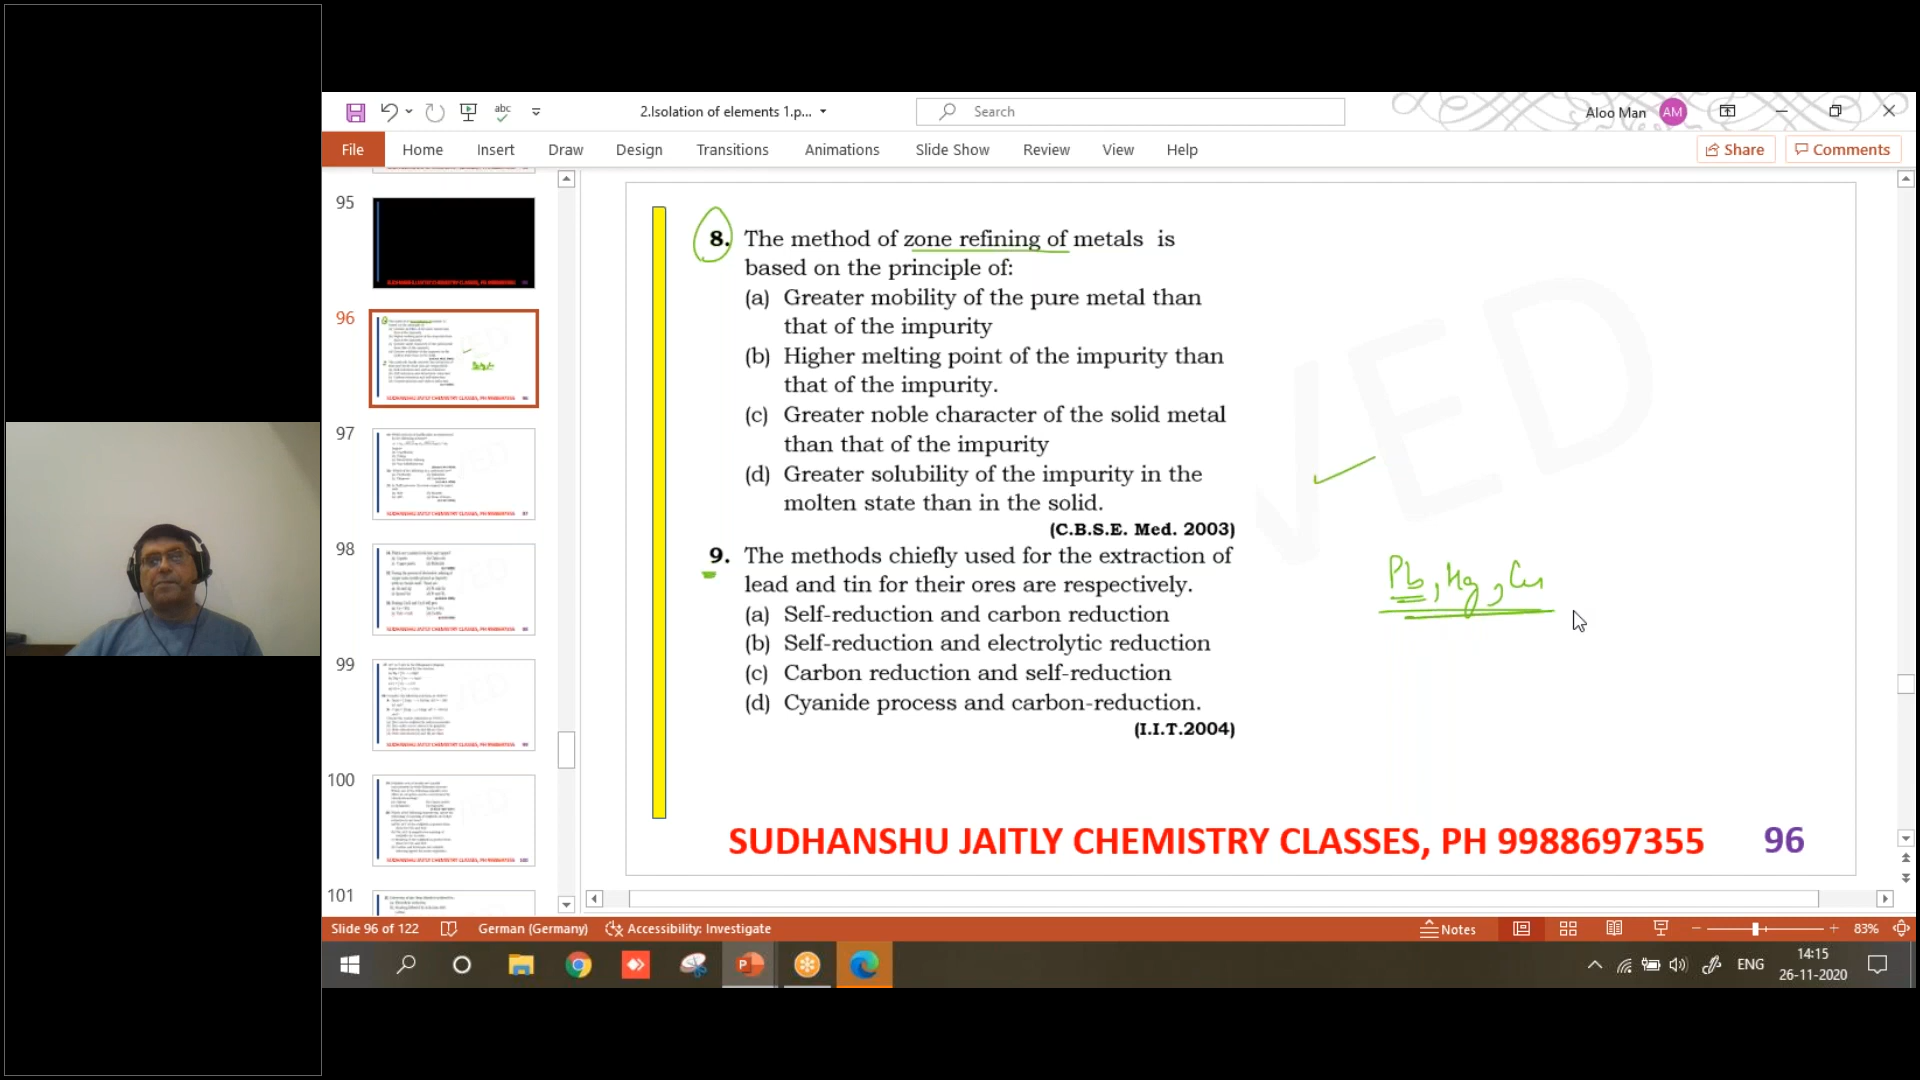 abc
2.Isolation of elements 1.p...
Search
Aloo Man
AM
File
Home
Insert
Draw
Design
Transitions
Animations
Slide Show
Review
View
Help
Share
Comments
95
96
97
98
99
100
101
8. The method of zone refining of metals is
based on the principle of:
(a) Greater mobility of the pure metal than
that of the impurity
(b) Higher melting point of the impurity than
that of the impurity.
(c) Greater noble character of the solid metal
than that of the impurity
(d) Greater solubility of the impurity in the
molten state than in the solid.
(C.B.S.E. Med. 2003)
9. The methods chiefly used for the extraction of
lead and tin for their ores are respectively.
(a) Self-reduction and carbon reduction
(b) Self-reduction and electrolytic reduction
(c) Carbon reduction and self-reduction
(d) Cyanide process and carbon-reduction.
(I.I.T.2004)
Pb, Hg, Cu
VED
SUDHANSHU JAITLY CHEMISTRY CLASSES, PH 9988697355
96
Slide 96 of 122
German (Germany)
Accessibility: Investigate
Notes
83%
ENG
14:15
26-11-2020